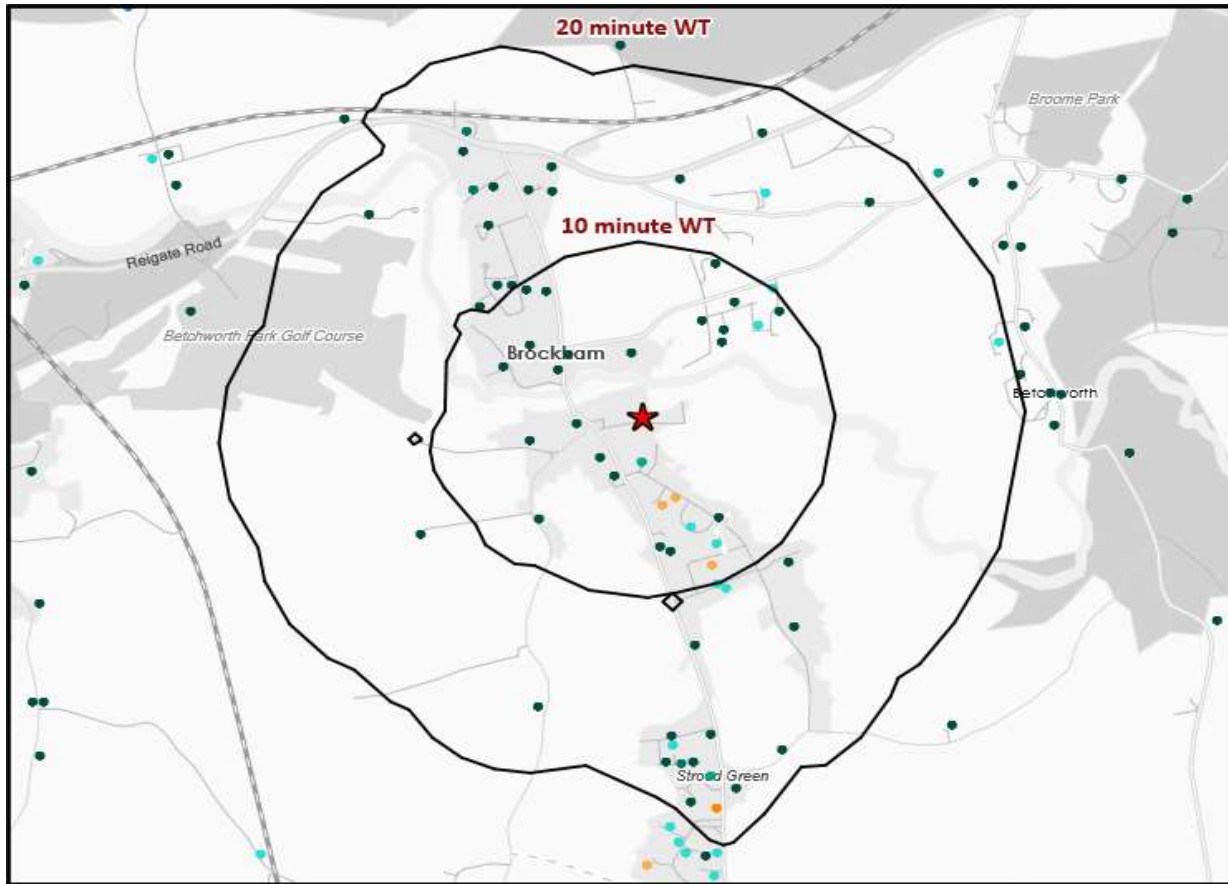 20 minute WT
Broome Park
10 minute WT
Reigate Road
Betchworth Park Golf Course
Brockham
Betchworth
Strood Green